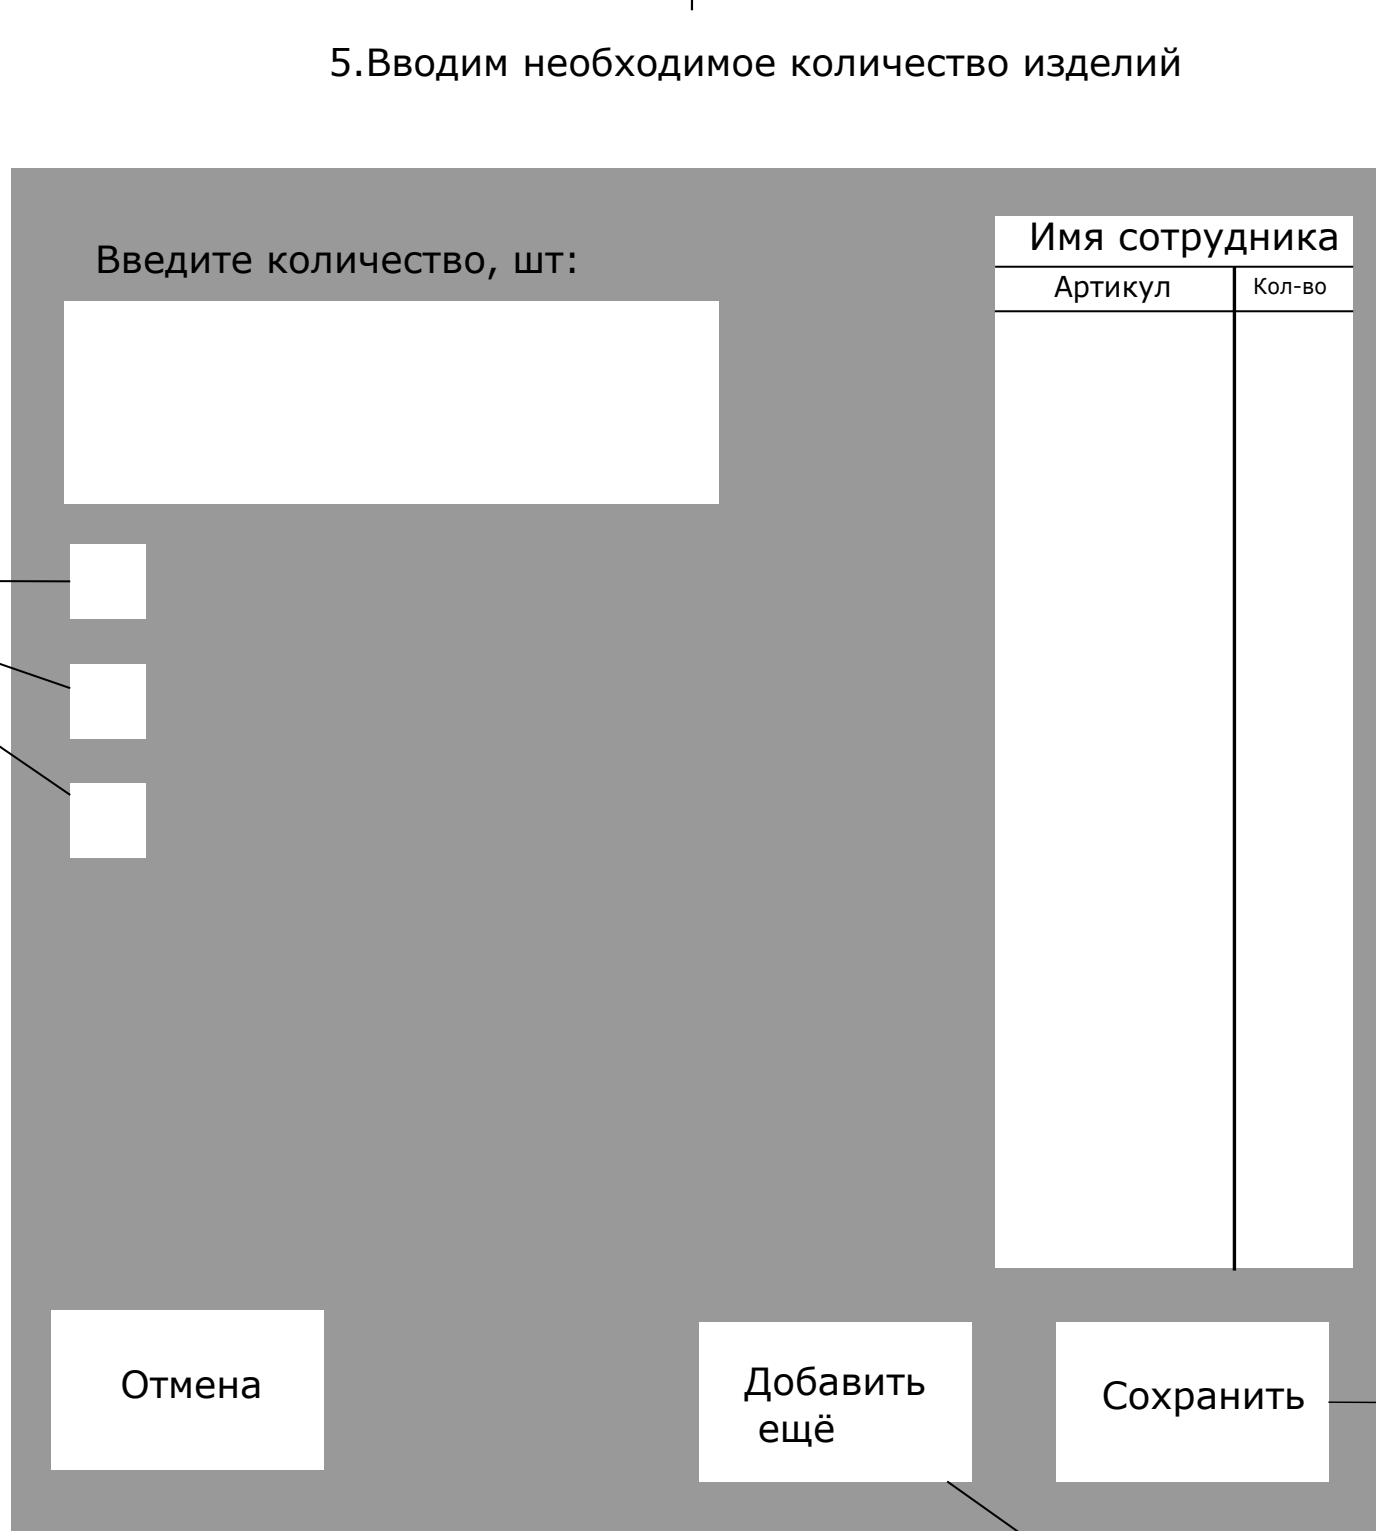 5.Вводим необходимое количество изделий
Введите количество, шт:
Имя сотрудника
Артикул
Кол-во
Отмена
Добавить
ещё
Сохранить